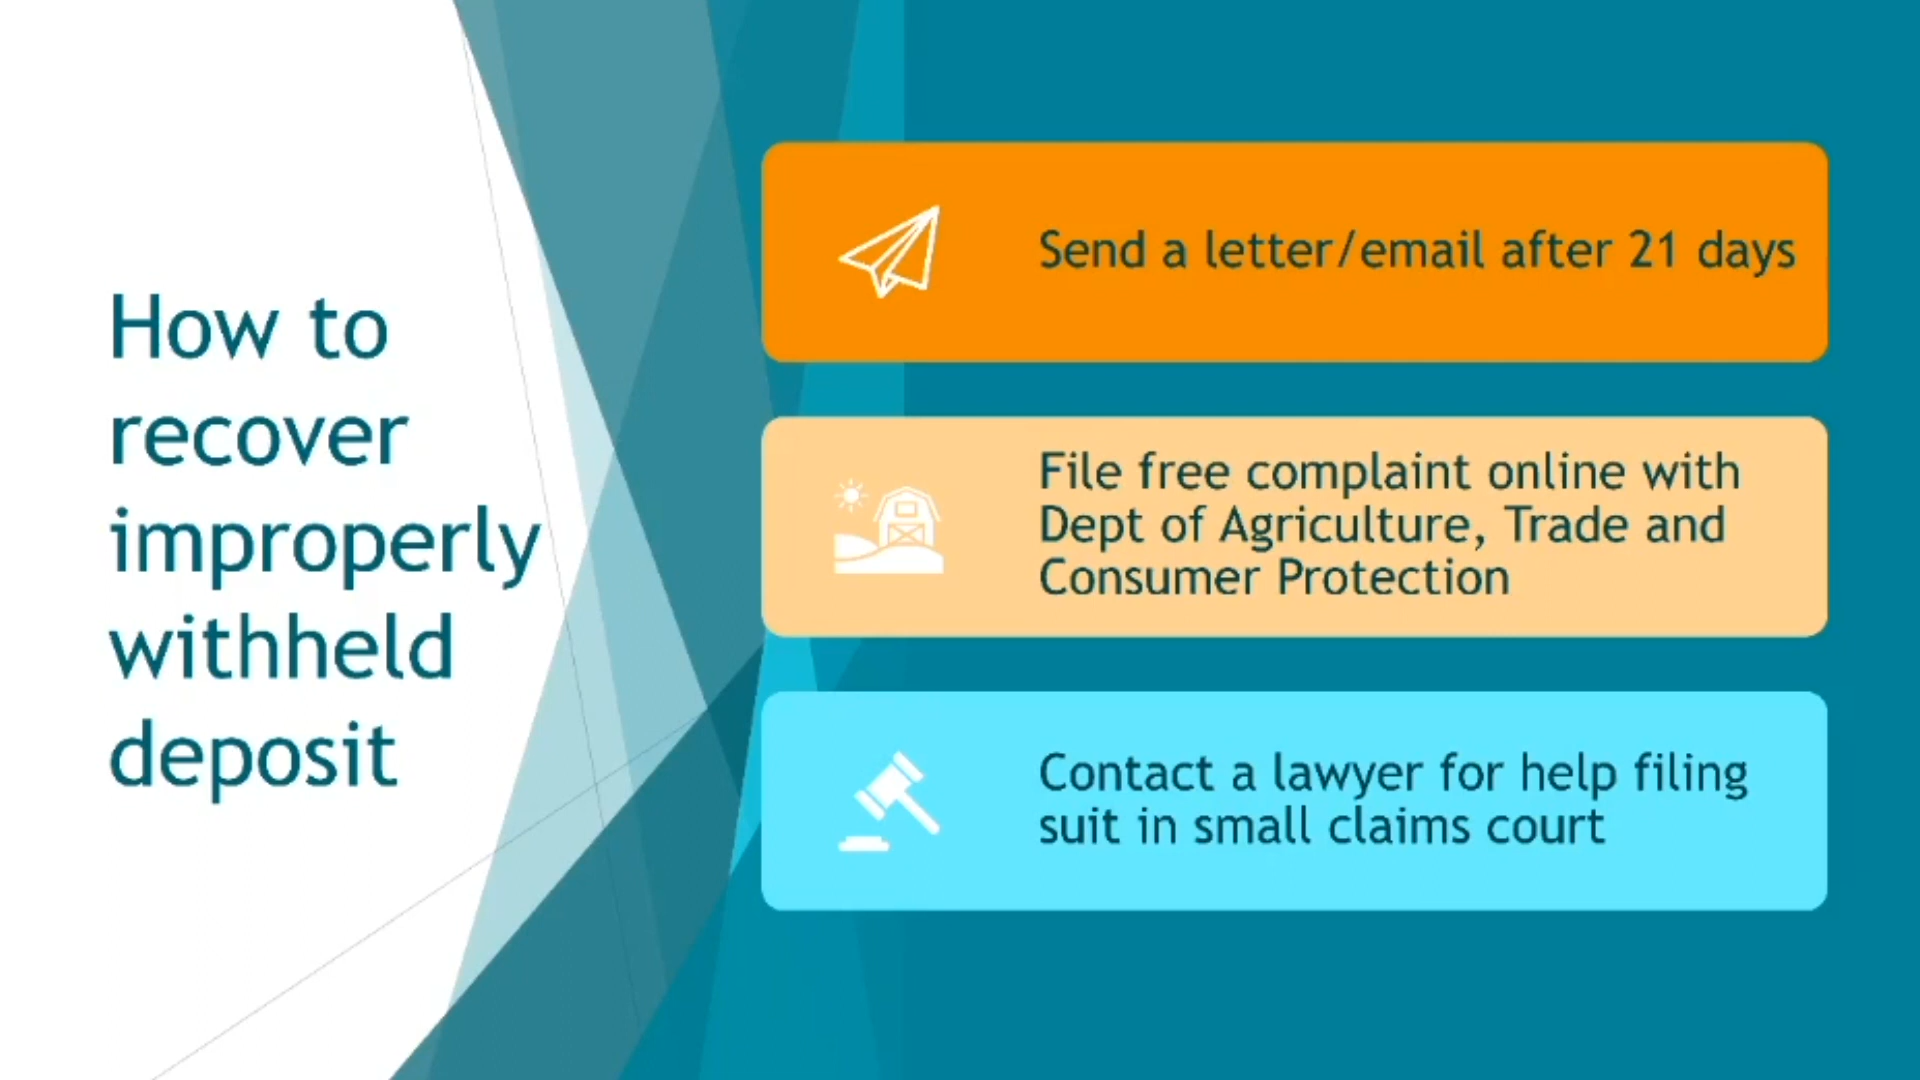 How to
recover
improperly
withheld
deposit
Send a letter/email after 21 days
File free complaint online with
Dept of Agriculture, Trade and
Consumer Protection
Contact a lawyer for help filing
suit in small claims court